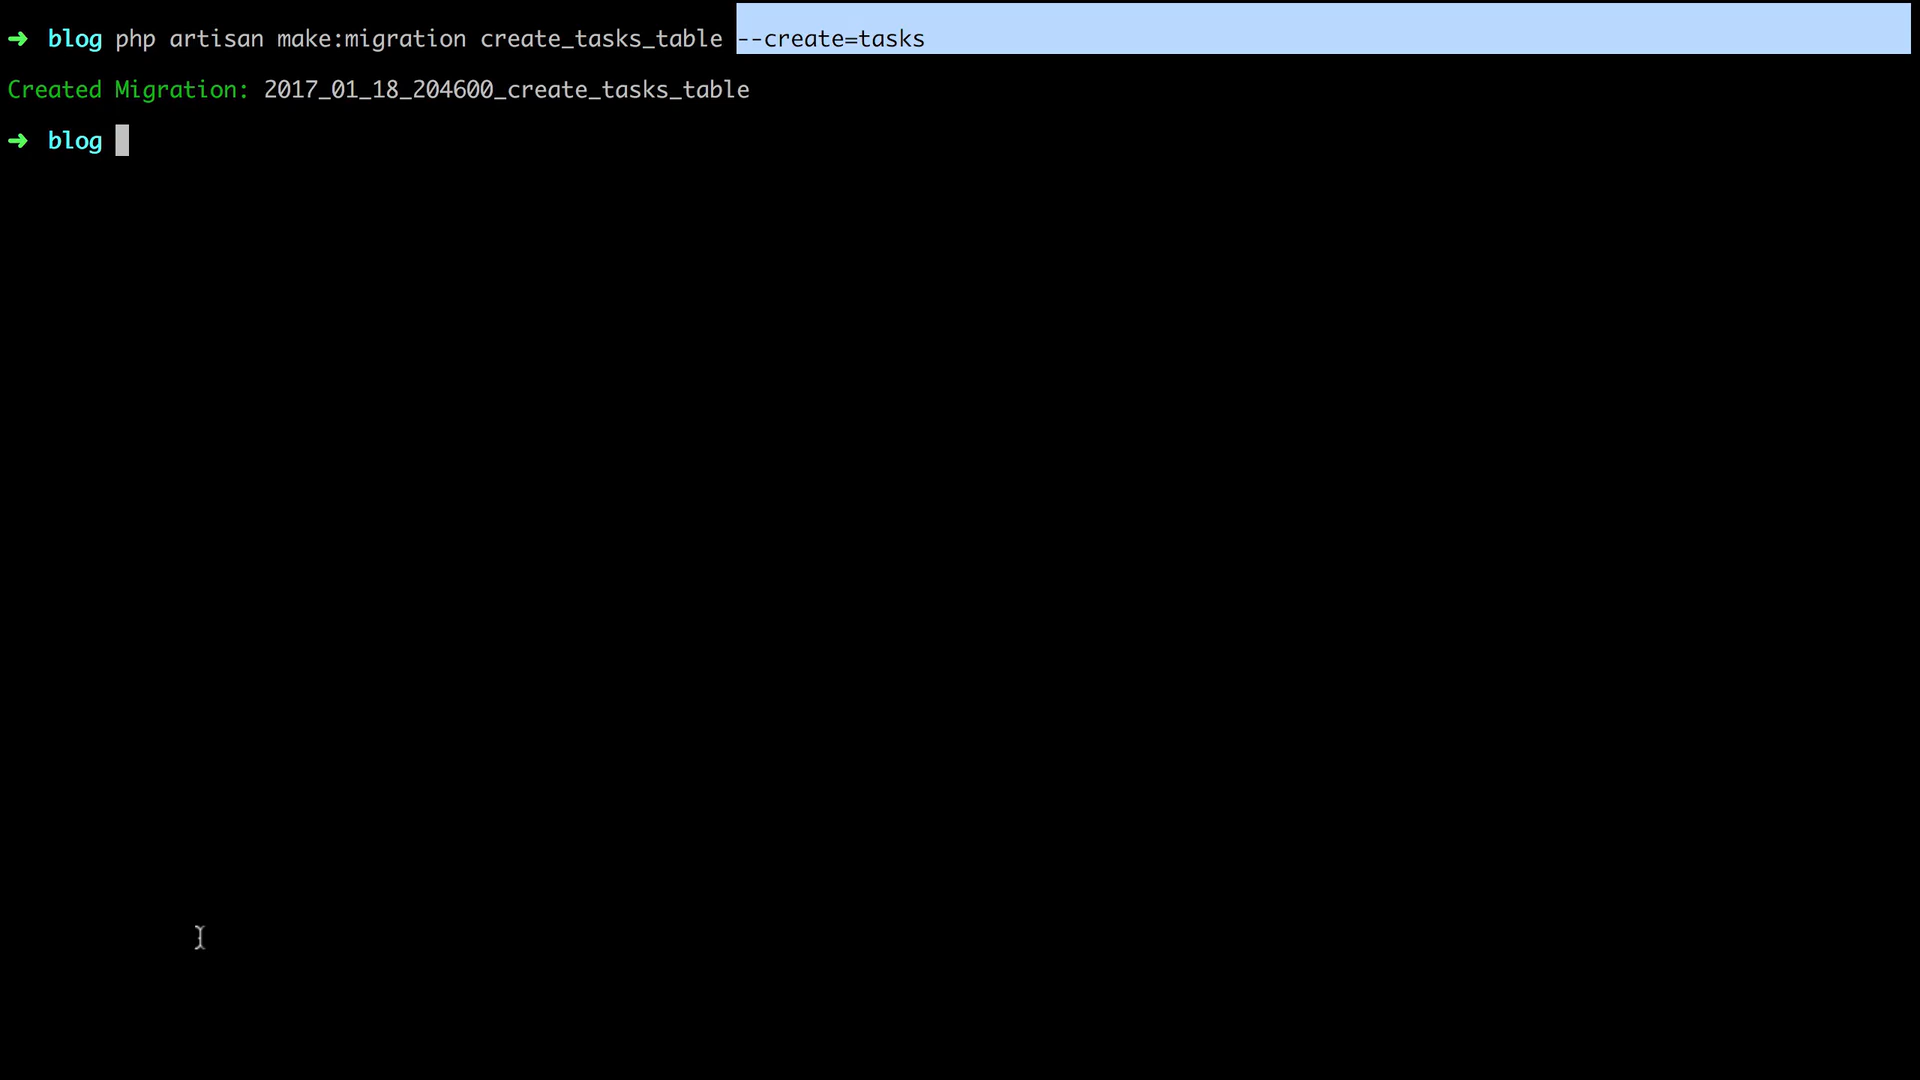 ➜ blog php artisan make:migration create_tasks_table --create=tasks
Created Migration: 2017_01_18_204600_create_tasks_table
➜ blog